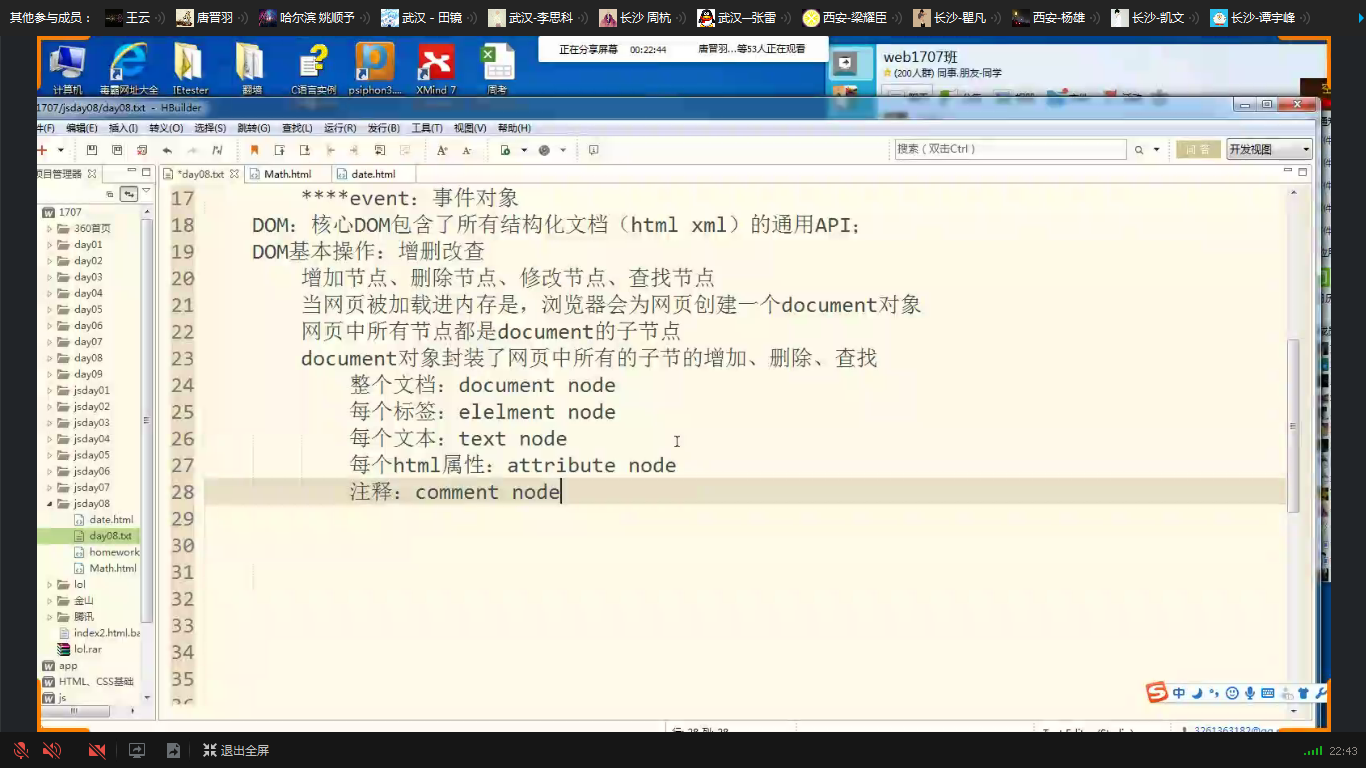 其他参与成员：
王云
唐晋羽
哈尔滨 姚顺予
武汉－田镜
武汉-李思科
长沙 周杭
武汉—张雷
西安-梁耀臣
长沙-瞿凡
西安-杨雄
长沙-凯文
长沙-谭宇峰
正在分享屏幕 00:22:44 唐晋羽...等53人正在观看
计算机
毒霸网址大全
IEtester
翻墙
C语言实例
psiphon3....
XMind 7
周考
web1707班
(200人群) 同事.朋友-同学
1707/jsday08/day08.txt - HBuilder
编辑(E) 插入(I) 转义(O) 选择(S) 跳转(G) 查找(L) 运行(R) 发行(B) 工具(T) 视图(V) 帮助(H)
搜索（双击Ctrl）
问 答
开发视图
项目管理器
*day08.txt
Math.html
date.html
1707
360首页
day01
day02
day03
day04
day05
day06
day07
day08
day09
jsday01
jsday02
jsday03
jsday04
jsday05
jsday06
jsday07
jsday08
date.html
day08.txt
homework
Math.html
lol
金山
腾讯
index2.html.ba
lol.rar
app
HTML、CSS基础
js
17 ****event：事件对象
18 DOM：核心DOM包含了所有结构化文档（html xml）的通用API；
19 DOM基本操作：增删改查
20 增加节点、删除节点、修改节点、查找节点
21 当网页被加载进内存是，浏览器会为网页创建一个document对象
22 网页中所有节点都是document的子节点
23 document对象封装了网页中所有的子节的增加、删除、查找
24 整个文档：document node
25 每个标签：elelment node
26 每个文本：text node
27 每个html属性：attribute node
28 注释：comment node
29
30
31
32
33
34
35
中
退出全屏
22:43